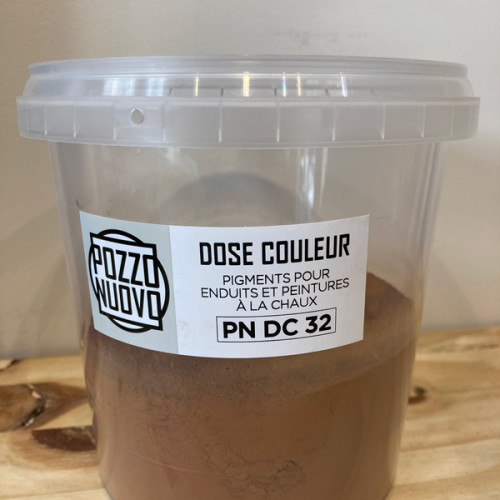 POZZO
NUOVO
DOSE COULEUR
PIGMENTS POUR
ENDUITS ET PEINTURES
À LA CHAUX
PN DC 32